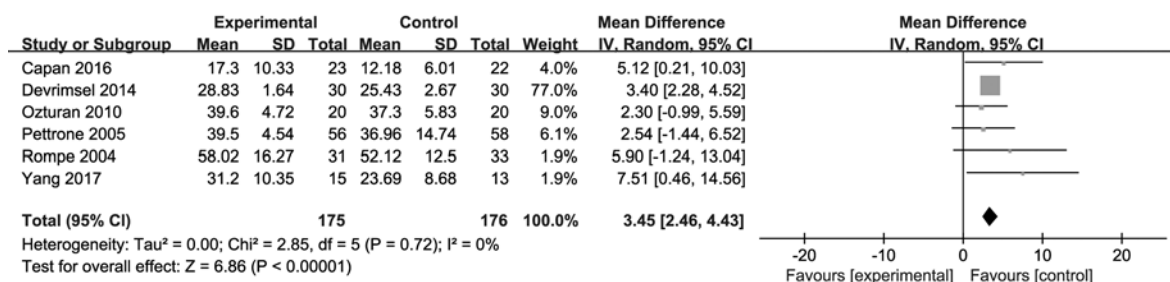 Experimental Control Mean Difference Mean Difference
Study or Subgroup Mean SD Total Mean SD Total Weight IV, Random, 95% CI IV, Random, 95% CI
Capan 2016 17.3 10.33 23 12.18 6.01 22 4.0% 5.12 [0.21, 10.03]
Devrimsel 2014 28.83 1.64 30 25.43 2.67 30 77.0% 3.40 [2.28, 4.52]
Ozturan 2010 39.6 4.72 20 37.3 5.83 20 9.0% 2.30 [-0.99, 5.59]
Pettrone 2005 39.5 4.54 56 36.96 14.74 58 6.1% 2.54 [-1.44, 6.52]
Rompe 2004 58.02 16.27 31 52.12 12.5 33 1.9% 5.90 [-1.24, 13.04]
Yang 2017 31.2 10.35 15 23.69 8.68 13 1.9% 7.51 [0.46, 14.56]
Total (95% CI) 175 176 100.0% 3.45 [2.46, 4.43]
Heterogeneity: Tau² = 0.00; Chi² = 2.85, df = 5 (P = 0.72); I² = 0%
Test for overall effect: Z = 6.86 (P < 0.00001)
-20 -10 0 10 20
Favours [experimental] Favours [control]